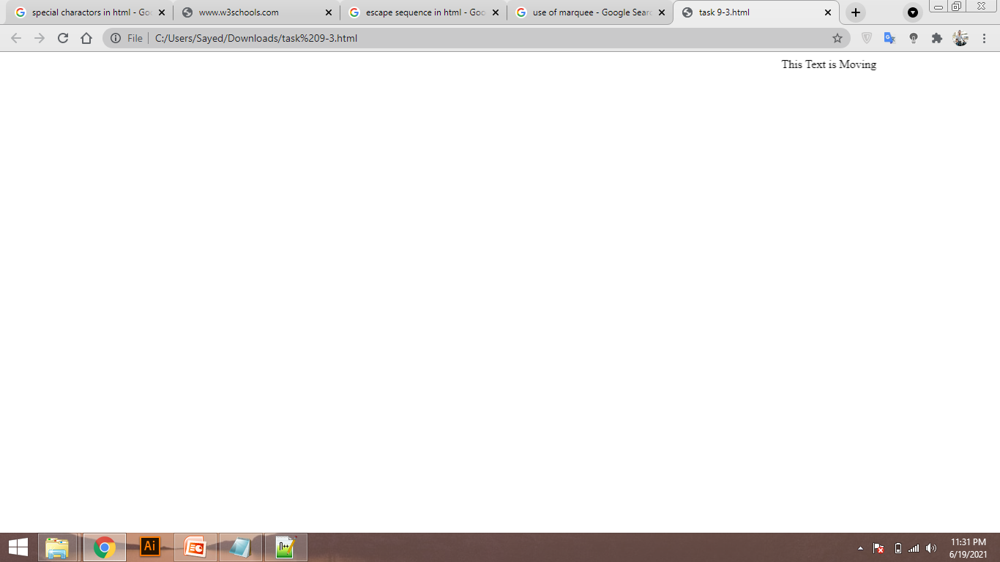 special charactors in html - Go
www.w3schools.com
escape sequence in html - Goo
use of marquee - Google Sear
task 9-3.html
File
C:/Users/Sayed/Downloads/task%209-3.html
This Text is Moving
Ai
11:31 PM
6/19/2021